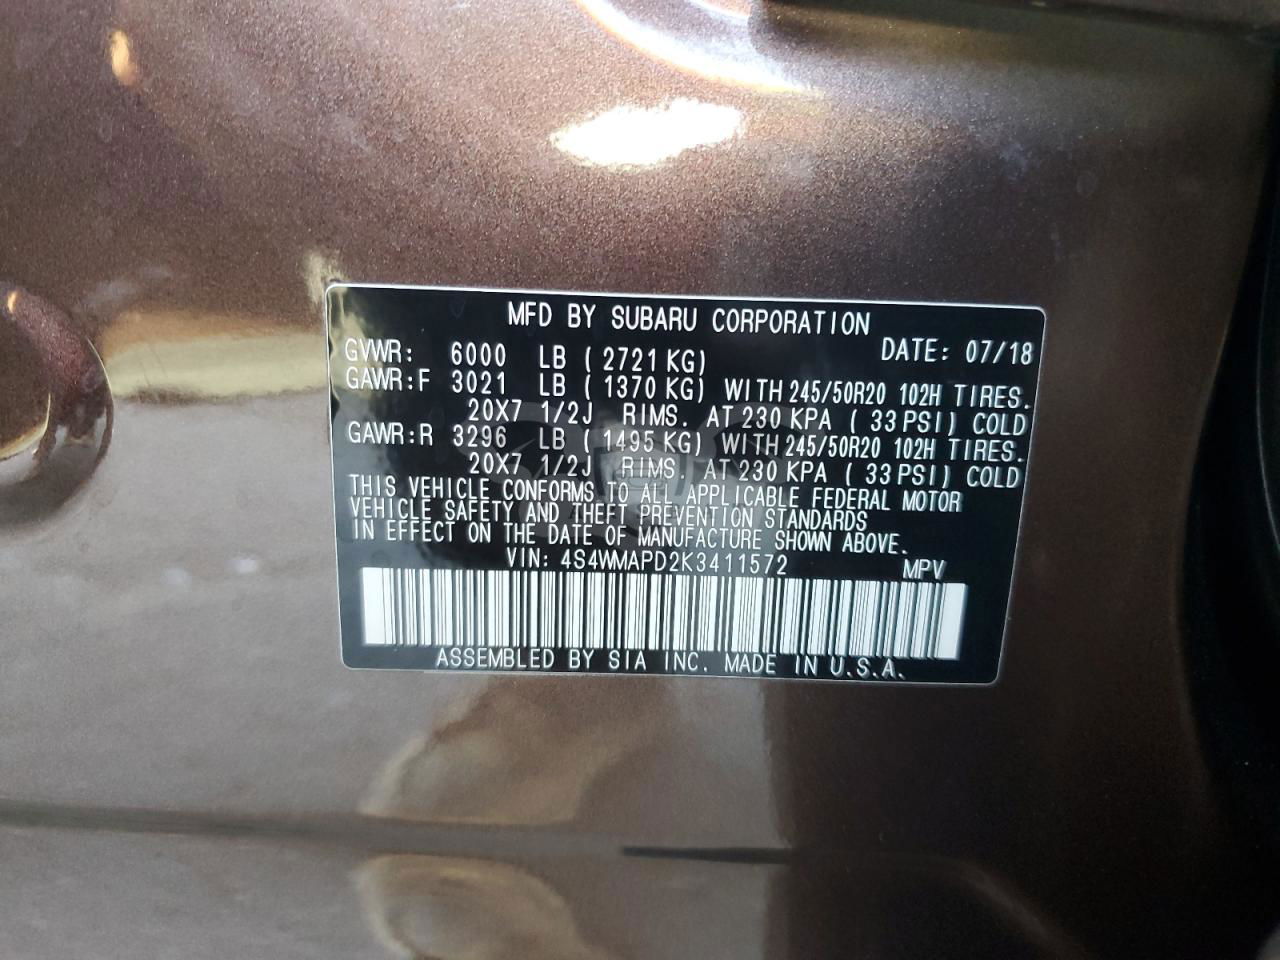 MFD BY SUBARU CORPORATION
GVWR: 6000 LB ( 2721 KG) DATE: 07/18
GAWR:F 3021 LB ( 1370 KG) WITH 245/50R20 102H TIRES.
20X7 1/2J RIMS. AT 230 KPA ( 33 PSI) COLD
GAWR:R 3296 LB ( 1495 KG) WITH 245/50R20 102H TIRES.
20X7 1/2J RIMS. AT 230 KPA ( 33 PSI) COLD
THIS VEHICLE CONFORMS TO ALL APPLICABLE FEDERAL MOTOR
VEHICLE SAFETY AND THEFT PREVENTION STANDARDS
IN EFFECT ON THE DATE OF MANUFACTURE SHOWN ABOVE.
VIN: 4S4WMAPD2K3411572 MPV
ASSEMBLED BY SIA INC. MADE IN U.S.A.